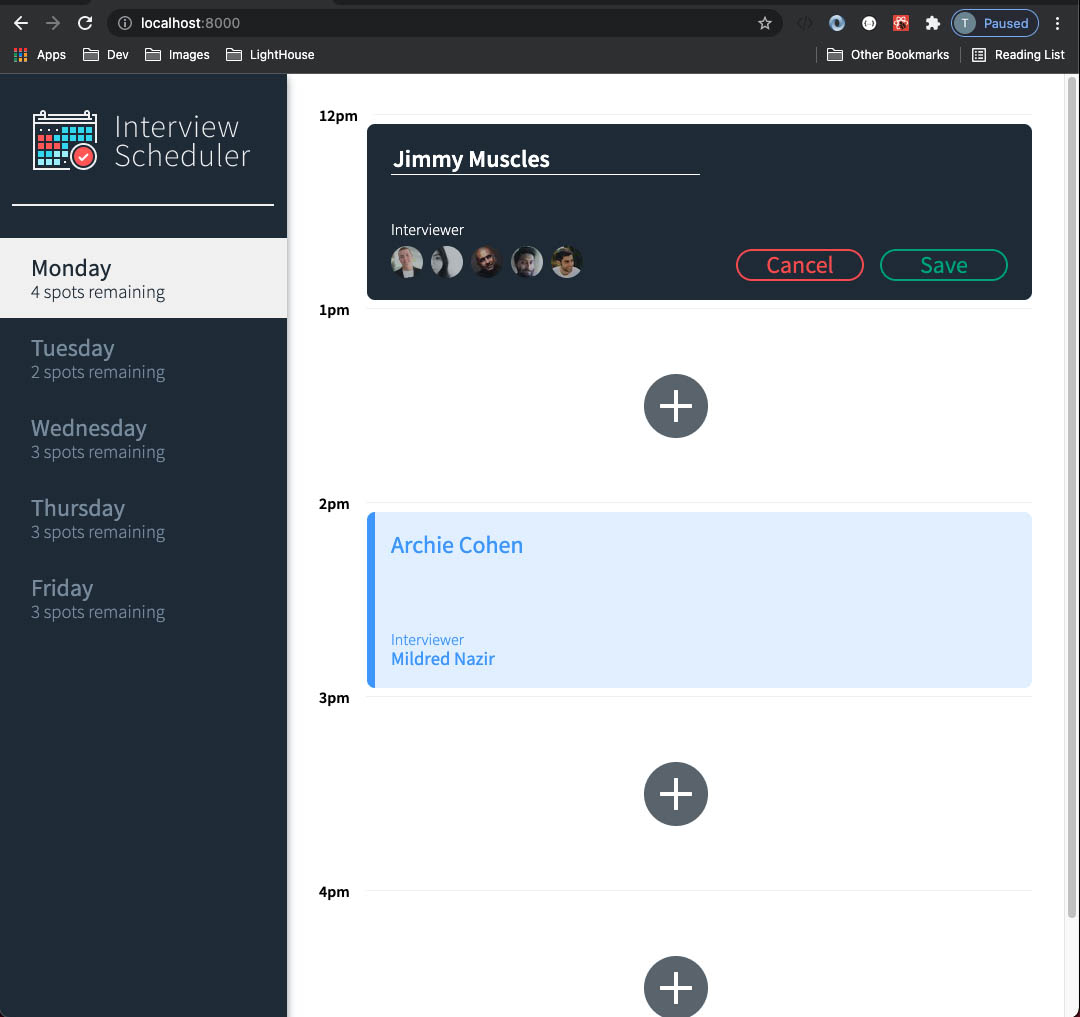 localhost:8000
T Paused
Apps Dev Images LightHouse Other Bookmarks Reading List
Interview
Scheduler
Monday
4 spots remaining
Tuesday
2 spots remaining
Wednesday
3 spots remaining
Thursday
3 spots remaining
Friday
3 spots remaining
12pm
Jimmy Muscles
Interviewer
Cancel Save
1pm
2pm
Archie Cohen
Interviewer
Mildred Nazir
3pm
4pm